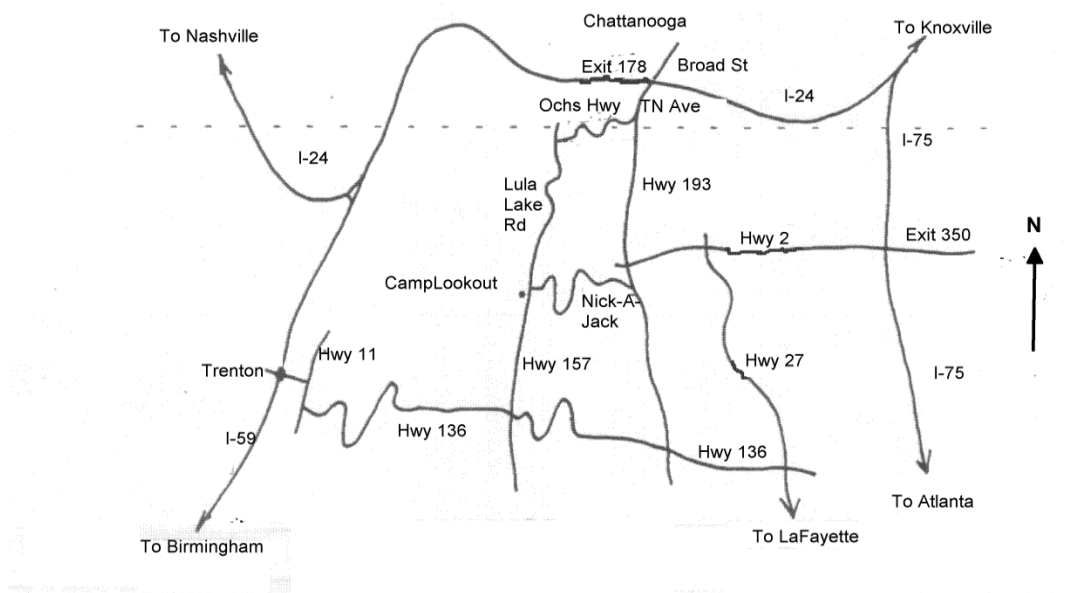 Chattanooga
To Nashville
To Knoxville
Exit 178
Broad St
I-24
Ochs Hwy
TN Ave
I-75
I-24
Lula
Lake
Rd
Hwy 193
N
Hwy 2
Exit 350
CampLookout
Nick-A-
Jack
Hwy 11
Trenton
Hwy 157
Hwy 27
I-75
I-59
Hwy 136
Hwy 136
To Atlanta
To LaFayette
To Birmingham